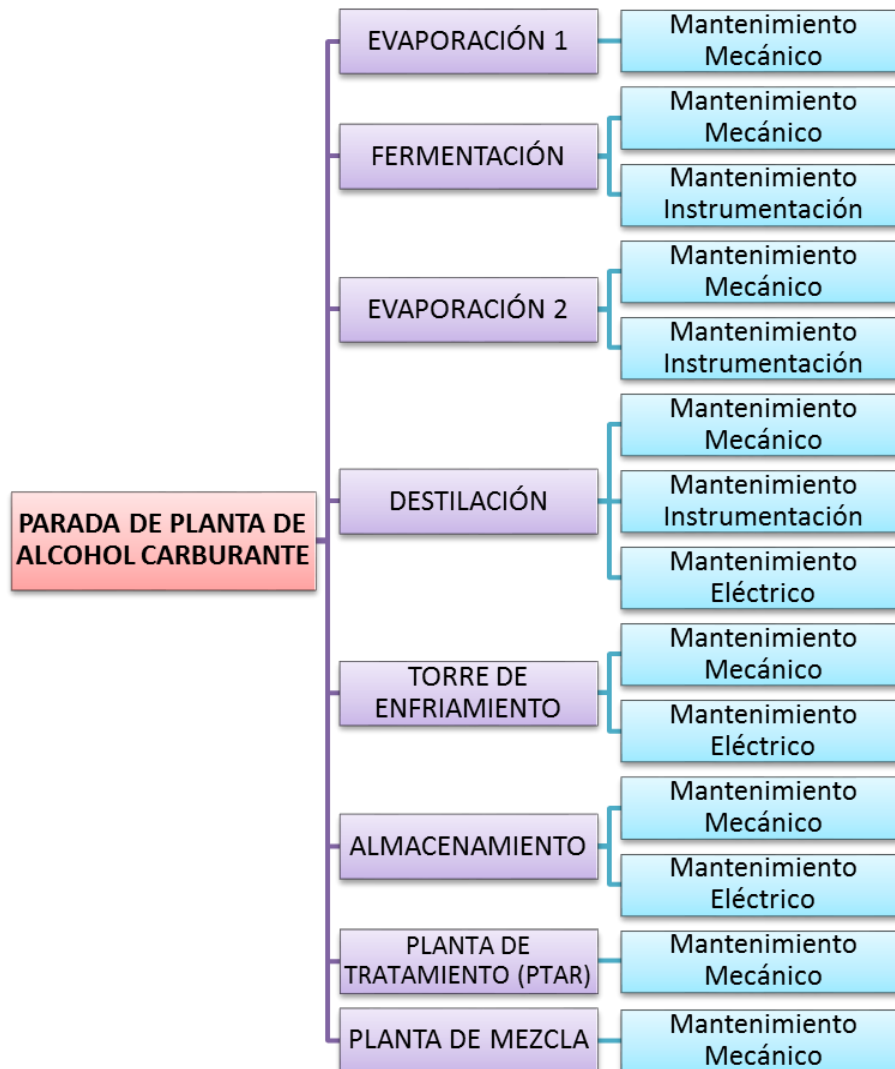 EVAPORACIÓN 1
Mantenimiento
Mecánico
FERMENTACIÓN
Mantenimiento
Mecánico
Mantenimiento
Instrumentación
EVAPORACIÓN 2
Mantenimiento
Mecánico
Mantenimiento
Instrumentación
PARADA DE PLANTA DE
ALCOHOL CARBURANTE
DESTILACIÓN
Mantenimiento
Mecánico
Mantenimiento
Instrumentación
Mantenimiento
Eléctrico
TORRE DE
ENFRIAMIENTO
Mantenimiento
Mecánico
Mantenimiento
Eléctrico
ALMACENAMIENTO
Mantenimiento
Mecánico
Mantenimiento
Eléctrico
PLANTA DE
TRATAMIENTO (PTAR)
Mantenimiento
Mecánico
PLANTA DE MEZCLA
Mantenimiento
Mecánico